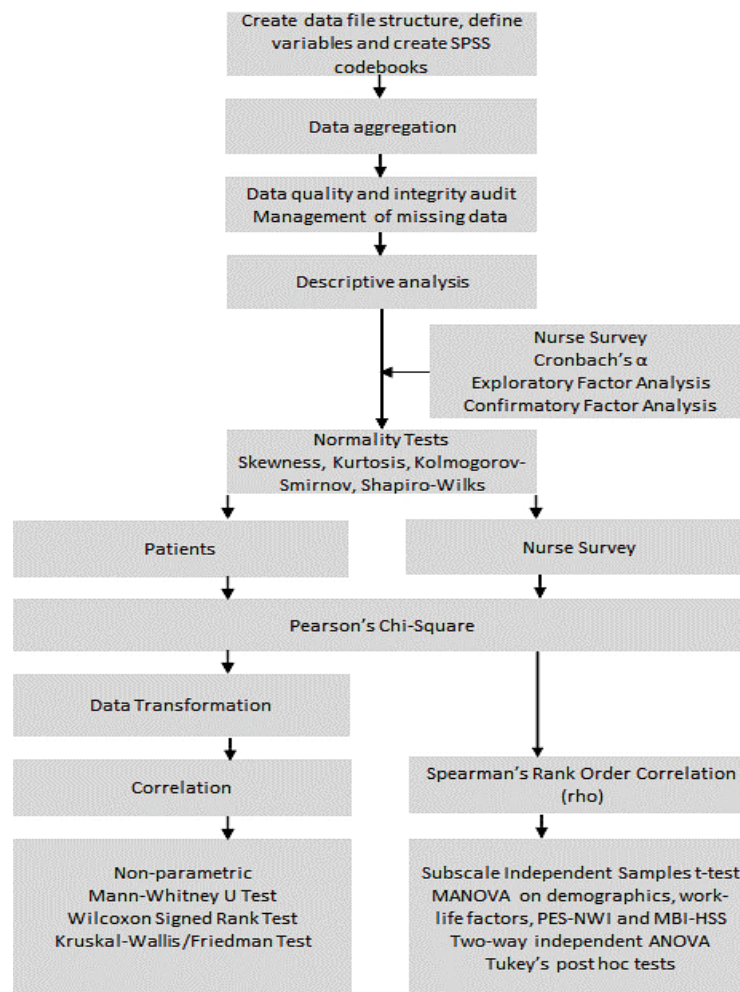 Create data file structure, define
variables and create SPSS
codebooks
Data aggregation
Data quality and integrity audit
Management of missing data
Descriptive analysis
Nurse Survey
Cronbach's α
Exploratory Factor Analysis
Confirmatory Factor Analysis
Normality Tests
Skewness, Kurtosis, Kolmogorov-
Smirnov, Shapiro-Wilks
Patients
Nurse Survey
Pearson's Chi-Square
Data Transformation
Correlation
Spearman's Rank Order Correlation
(rho)
Non-parametric
Mann-Whitney U Test
Wilcoxon Signed Rank Test
Kruskal-Wallis/Friedman Test
Subscale Independent Samples t-test
MANOVA on demographics, work-
life factors, PES-NWI and MBI-HSS
Two-way independent ANOVA
Tukey's post hoc tests